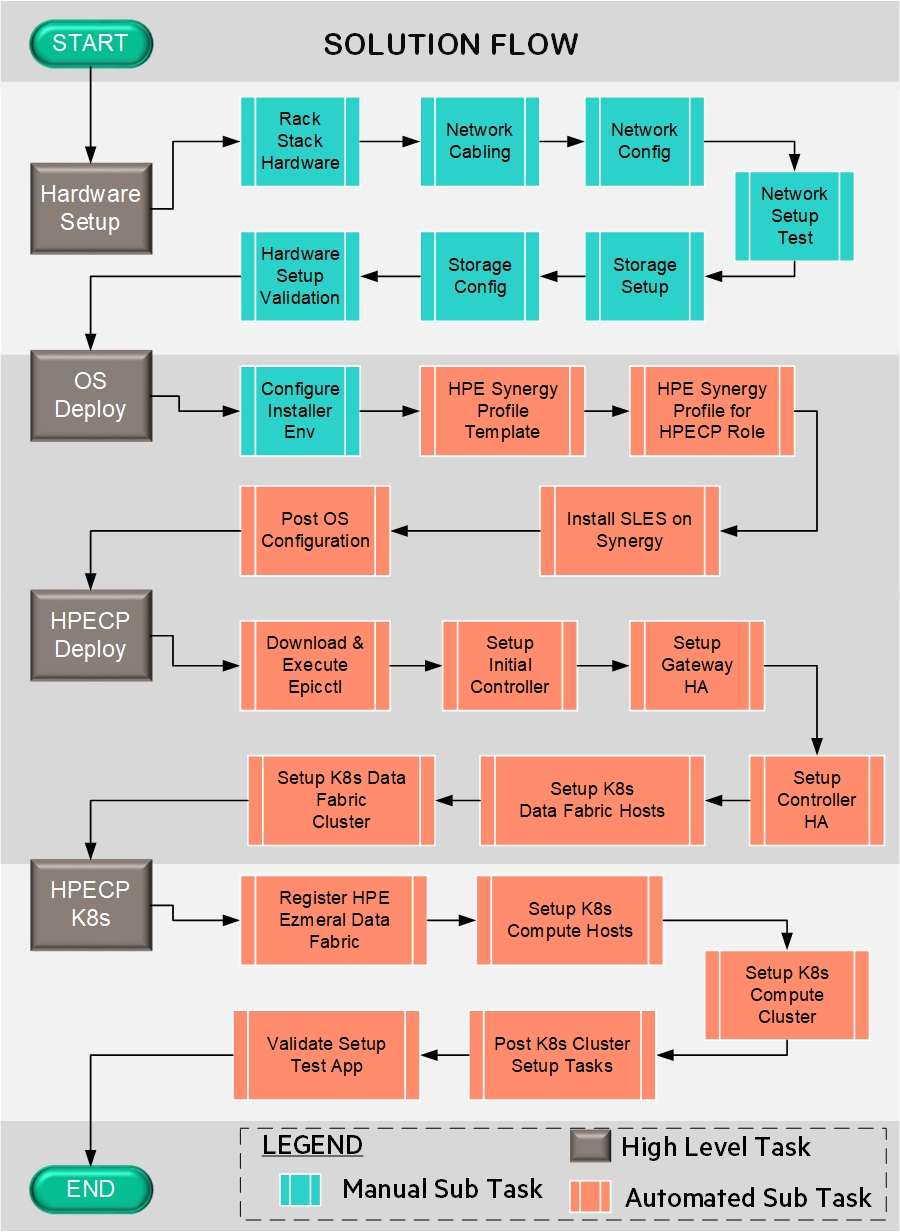 START
SOLUTION FLOW
Hardware
Setup
Rack
Stack
Hardware
Network
Cabling
Network
Config
Network
Setup
Test
Storage
Setup
Storage
Config
Hardware
Setup
Validation
OS
Deploy
Configure
Installer
Env
HPE Synergy
Profile
Template
HPE Synergy
Profile for
HPECP Role
Install SLES on
Synergy
Post OS
Configuration
HPECP
Deploy
Download &
Execute
Epicctl
Setup
Initial
Controller
Setup
Gateway
HA
Setup
Controller
HA
Setup K8s
Data Fabric Hosts
Setup K8s Data
Fabric
Cluster
HPECP
K8s
Register HPE
Ezmeral Data
Fabric
Setup K8s
Compute Hosts
Setup K8s
Compute
Cluster
Post K8s Cluster
Setup Tasks
Validate Setup
Test App
END
LEGEND
High Level Task
Manual Sub Task
Automated Sub Task